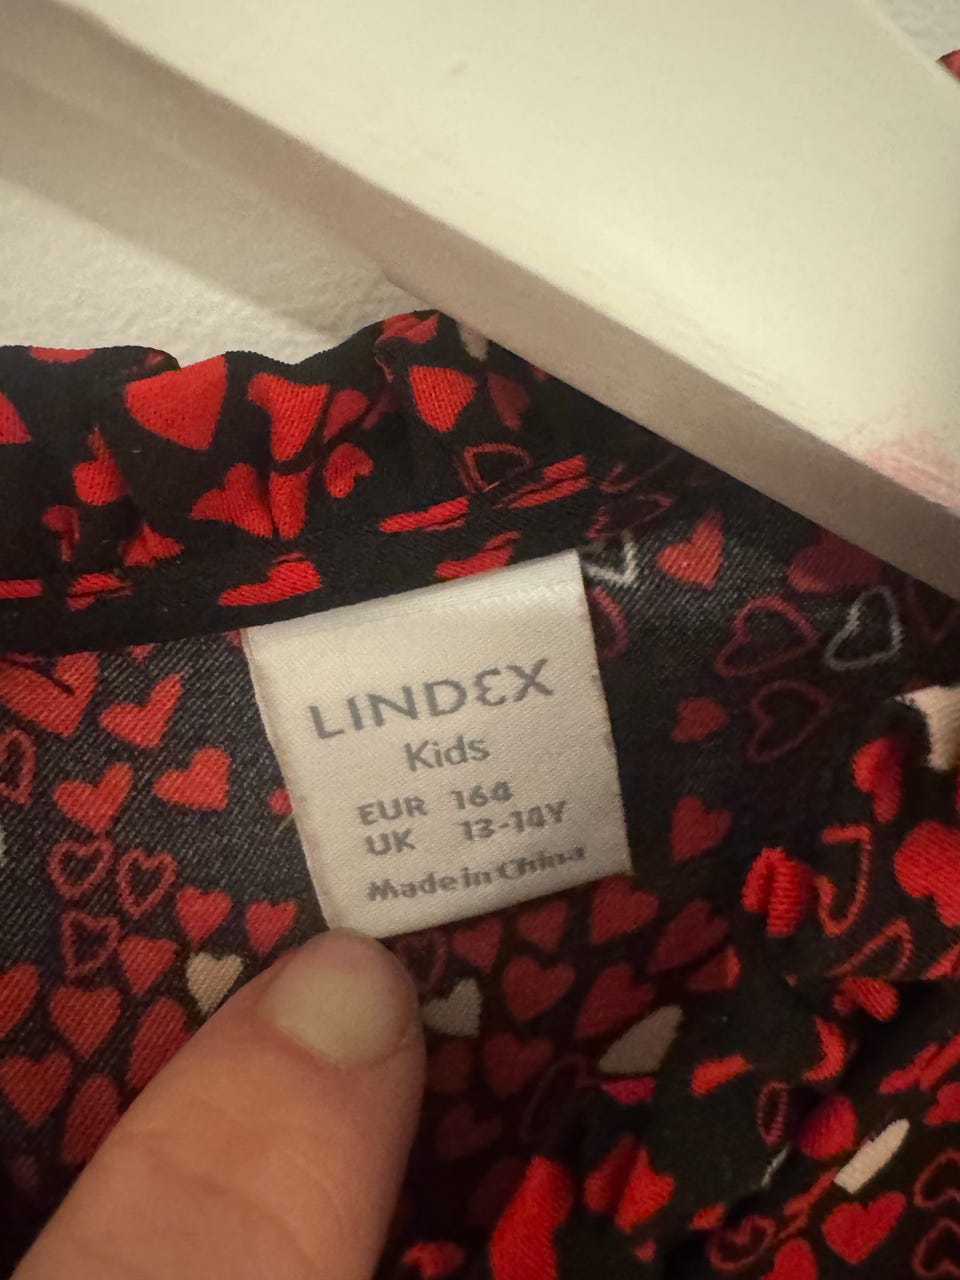 LINDEX
Kids
EUR 164
UK 13-14Y
Made in China